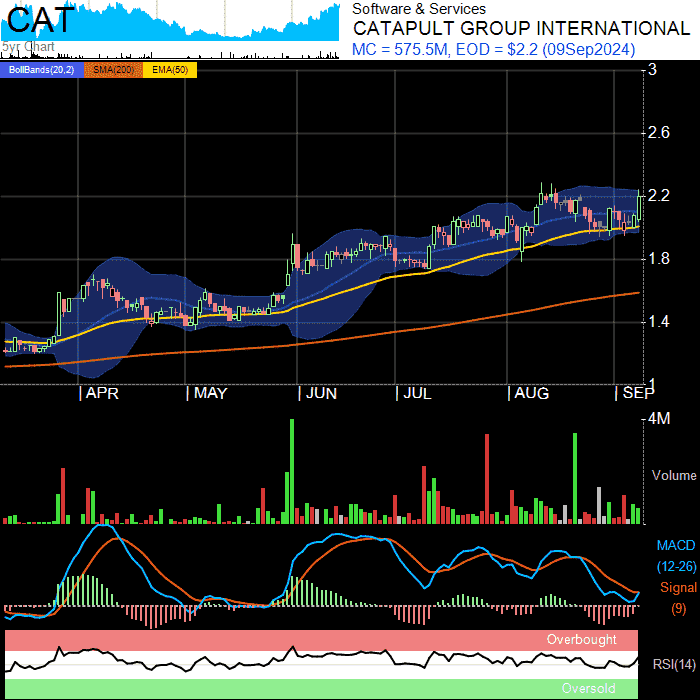 CAT
5yr Chart
Software & Services
CATAPULT GROUP INTERNATIONAL
MC = 575.5M, EOD = $2.2 (09Sep2024)
BollBands(20,2) SMA(200) EMA(50)
3
2.6
2.2
1.8
1.4
1
APR MAY JUN JUL AUG SEP
4M
Volume
MACD
(12-26)
Signal
(9)
Overbought
RSI(14)
Oversold